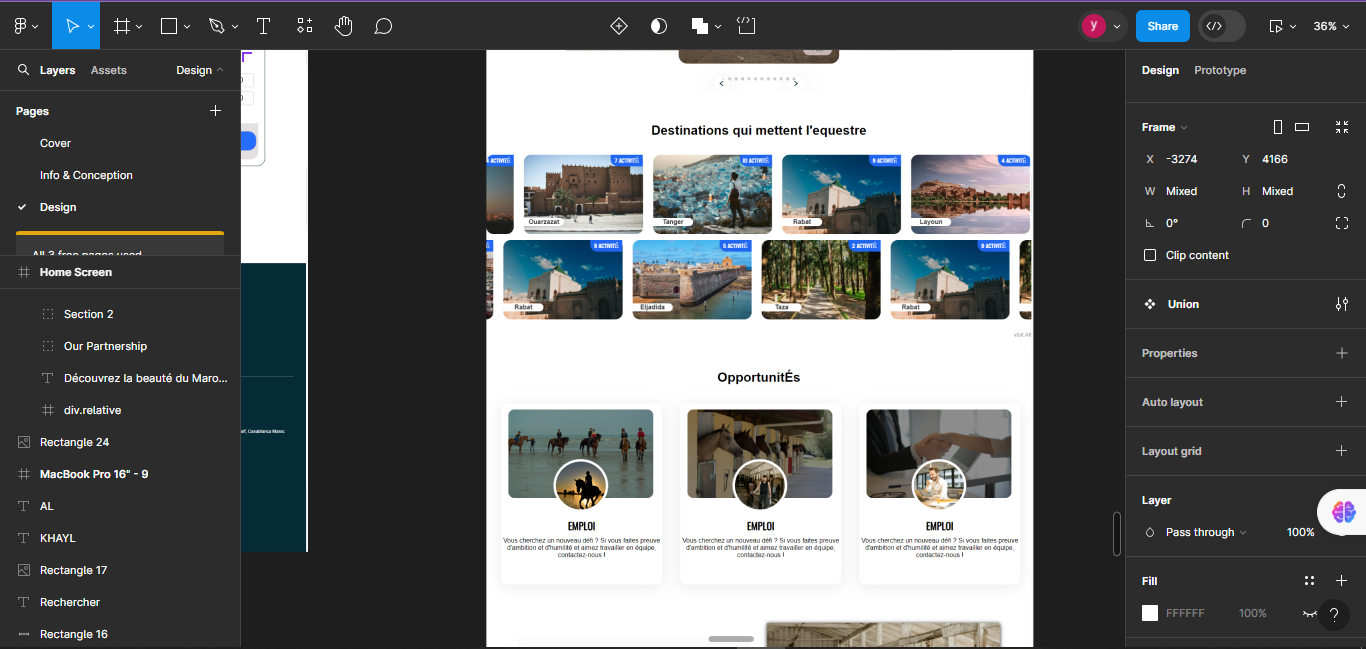 y
Share
36%
Layers
Assets
Design
Pages
Cover
Info & Conception
Design
All 3 free pages used
Home Screen
Section 2
Our Partnership
Découvrez la beauté du Maro...
div.relative
Rectangle 24
MacBook Pro 16" - 9
AL
KHAYL
Rectangle 17
Rechercher
Rectangle 16
Casablanca Maroc
Destinations qui mettent l'equestre
ACTIVITÉ
7 ACTIVITÉ
10 ACTIVITÉ
9 ACTIVITÉ
4 ACTIVITÉ
Ouarzazat
Tanger
Rabat
Layoun
9 ACTIVITÉ
5 ACTIVITÉ
2 ACTIVITÉ
9 ACTIVITÉ
Rabat
Eljadida
Taza
Rabat
visit.All
OpportunitÉs
EMPLOI
Vous cherchez un nouveau défi ? Si vous faites preuve
d'ambition et d'humilité et aimez travailler en équipe,
contactez-nous !
EMPLOI
Vous cherchez un nouveau défi ? Si vous faites preuve
d'ambition et d'humilité et aimez travailler en équipe,
contactez-nous !
EMPLOI
Vous cherchez un nouveau défi ? Si vous faites preuve
d'ambition et d'humilité et aimez travailler en équipe,
contactez-nous !
Design
Prototype
Frame
X -3274 Y 4166
W Mixed H Mixed
0° 0
Clip content
Union
Properties
Auto layout
Layout grid
Layer
Pass through 100%
Fill
FFFFFF 100%
?